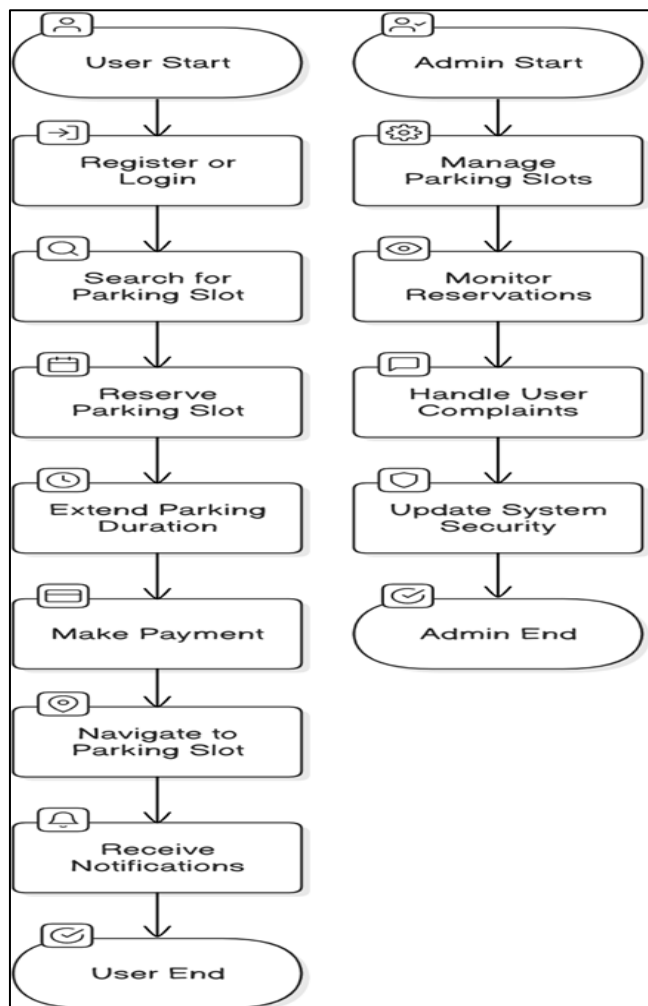 User Start
Register or
Login
Search for
Parking Slot
Reserve
Parking Slot
Extend Parking
Duration
Make Payment
Navigate to
Parking Slot
Receive
Notifications
User End
Admin Start
Manage
Parking Slots
Monitor
Reservations
Handle User
Complaints
Update System
Security
Admin End